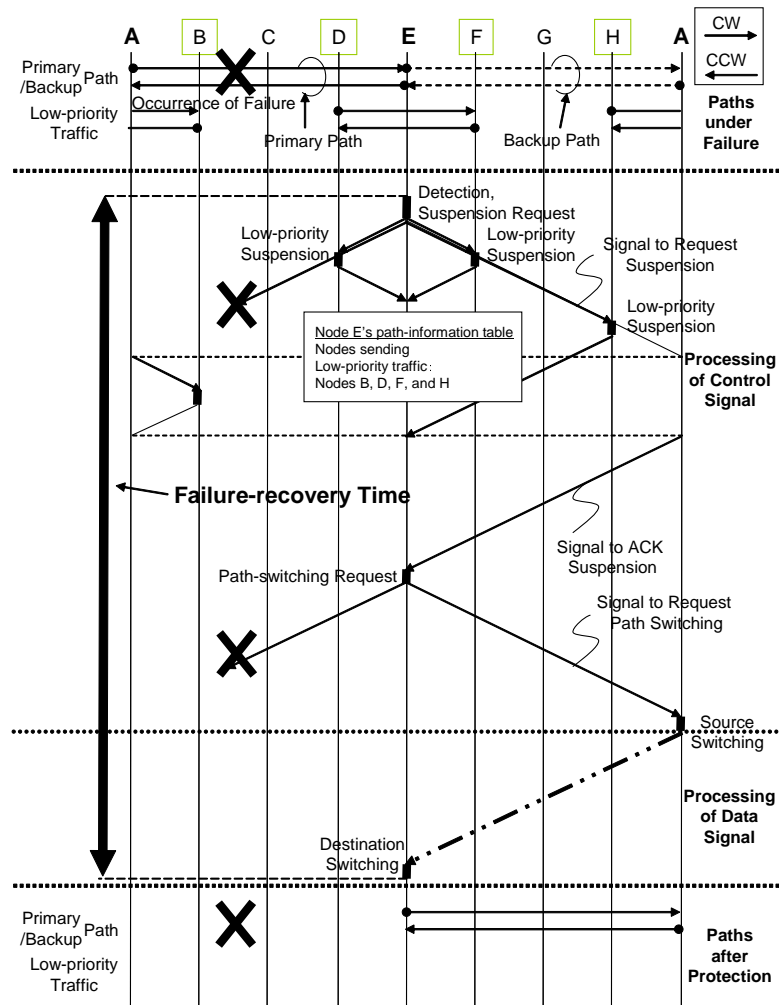 A B C D E F G H A
CW
CCW
Primary
/Backup Path
Occurrence of Failure
Low-priority
Traffic
Primary Path
Backup Path
Paths
under
Failure
Detection,
Suspension Request
Low-priority
Suspension
Low-priority
Suspension
Signal to Request
Suspension
Low-priority
Suspension
Node E's path-information table
Nodes sending
Low-priority traffic:
Nodes B, D, F, and H
Processing
of Control
Signal
Failure-recovery Time
Signal to ACK
Suspension
Path-switching Request
Signal to Request
Path Switching
Source
Switching
Processing
of Data
Signal
Destination
Switching
Primary
/Backup Path
Low-priority
Traffic
Paths
after
Protection